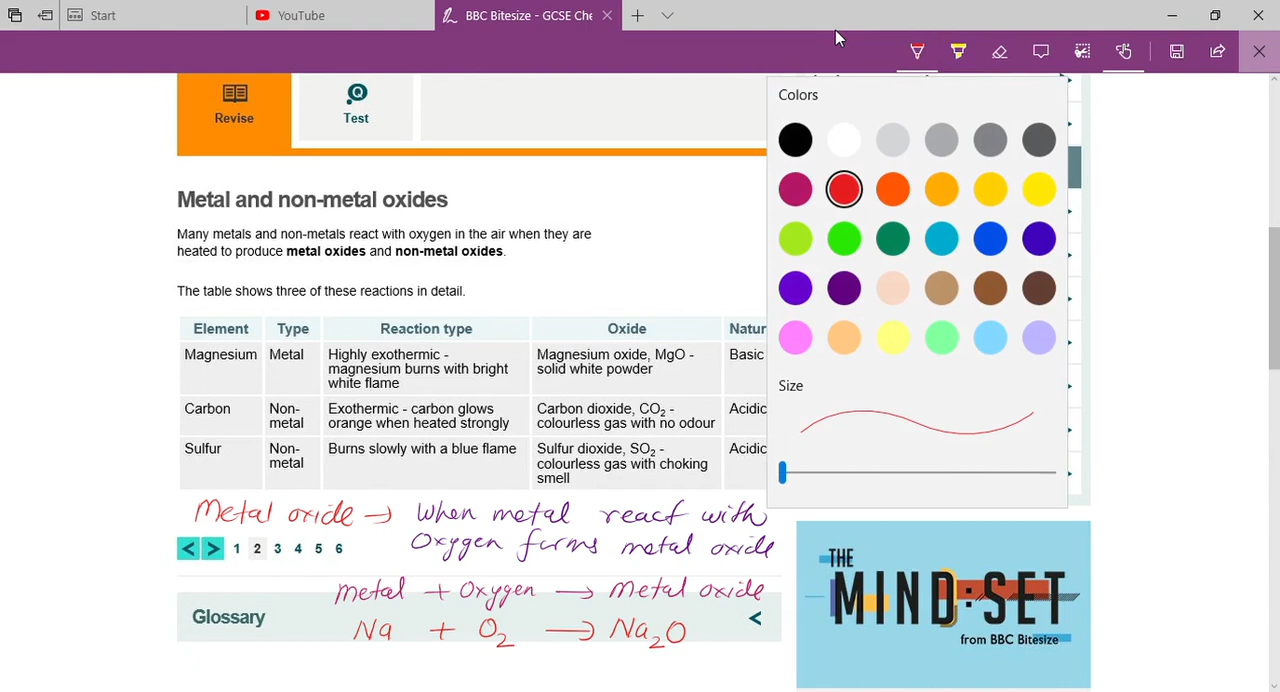 Start
YouTube
BBC Bitesize - GCSE Che
Colors
Revise
Test
Metal and non-metal oxides
Many metals and non-metals react with oxygen in the air when they are
heated to produce metal oxides and non-metal oxides.
The table shows three of these reactions in detail.
Element Type Reaction type Oxide Natur
Magnesium Metal Highly exothermic - magnesium burns with bright white flame Magnesium oxide, MgO - solid white powder Basic
Carbon Non-metal Exothermic - carbon glows orange when heated strongly Carbon dioxide, CO₂ - colourless gas with no odour Acidic
Sulfur Non-metal Burns slowly with a blue flame Sulfur dioxide, SO₂ - colourless gas with choking smell Acidic
Size
Metal oxide → When metal react with
Oxygen forms metal oxide
1 2 3 4 5 6
Metal + Oxygen → Metal oxide
Glossary
Na + O₂ → Na₂O
THE
MIND:SET
from BBC Bitesize